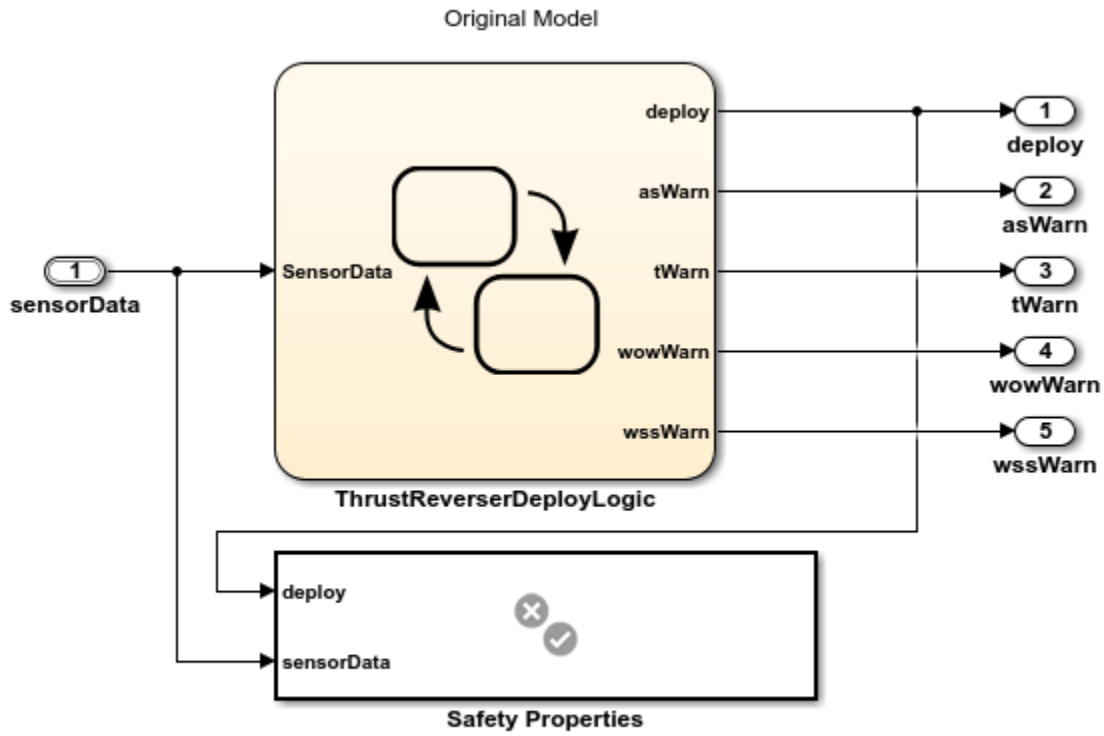 Original Model
deploy
1
deploy
asWarn
2
asWarn
1
sensorData
SensorData
tWarn
3
tWarn
wowWarn
4
wowWarn
wssWarn
5
wssWarn
ThrustReverserDeployLogic
deploy
sensorData
Safety Properties